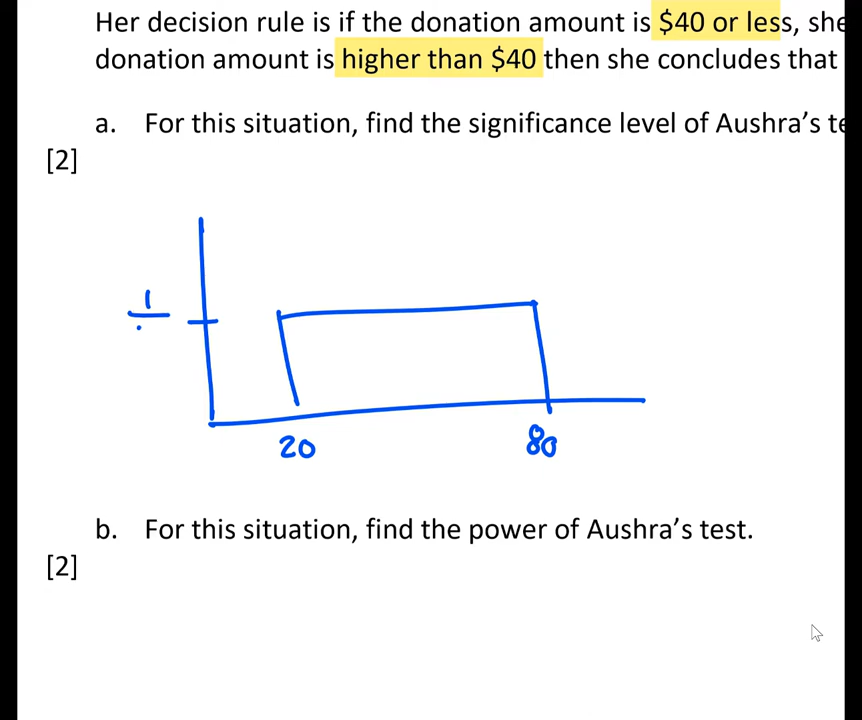 Her decision rule is if the donation amount is $40 or less, she
donation amount is higher than $40 then she concludes that
a. For this situation, find the significance level of Aushra's te
[2]
1
20 80
b. For this situation, find the power of Aushra's test.
[2]